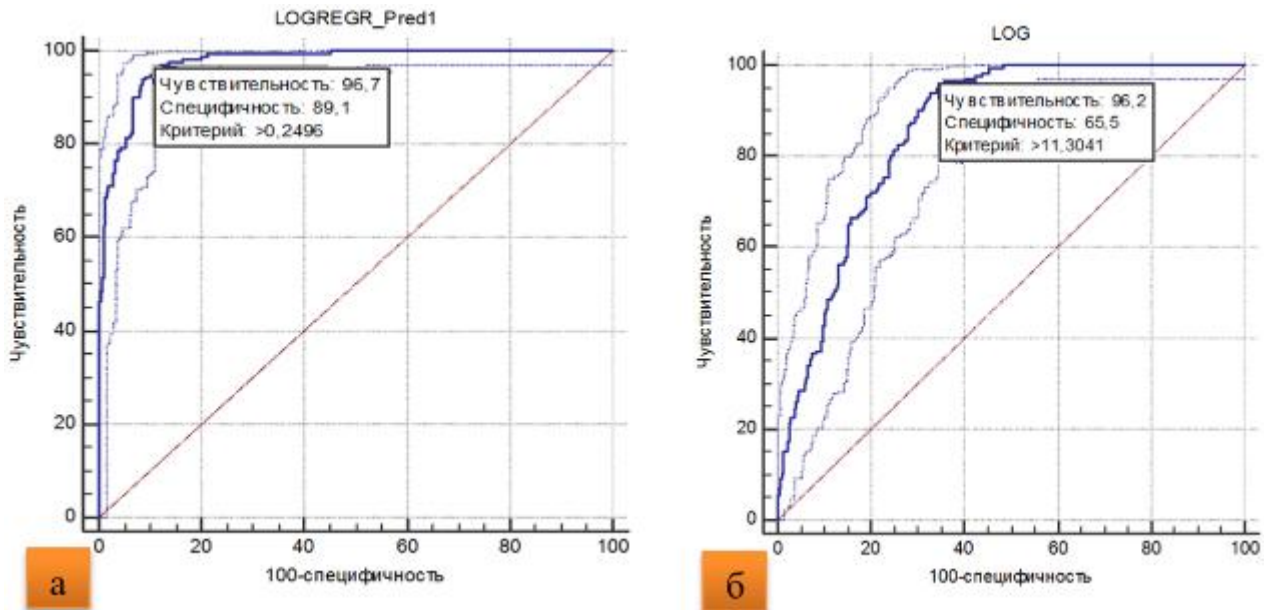 LOGREGR_Pred1
100
80
60
40
20
0
Чувствительность: 96,7
Специфичность: 89,1
Критерий: >0,2496
Чувствительность
0 20 40 60 80 100
100-специфичность
а
LOG
100
80
60
40
20
0
Чувствительность: 96,2
Специфичность: 65,5
Критерий: >11,3041
Чувствительность
0 20 40 60 80 100
100-специфичность
б